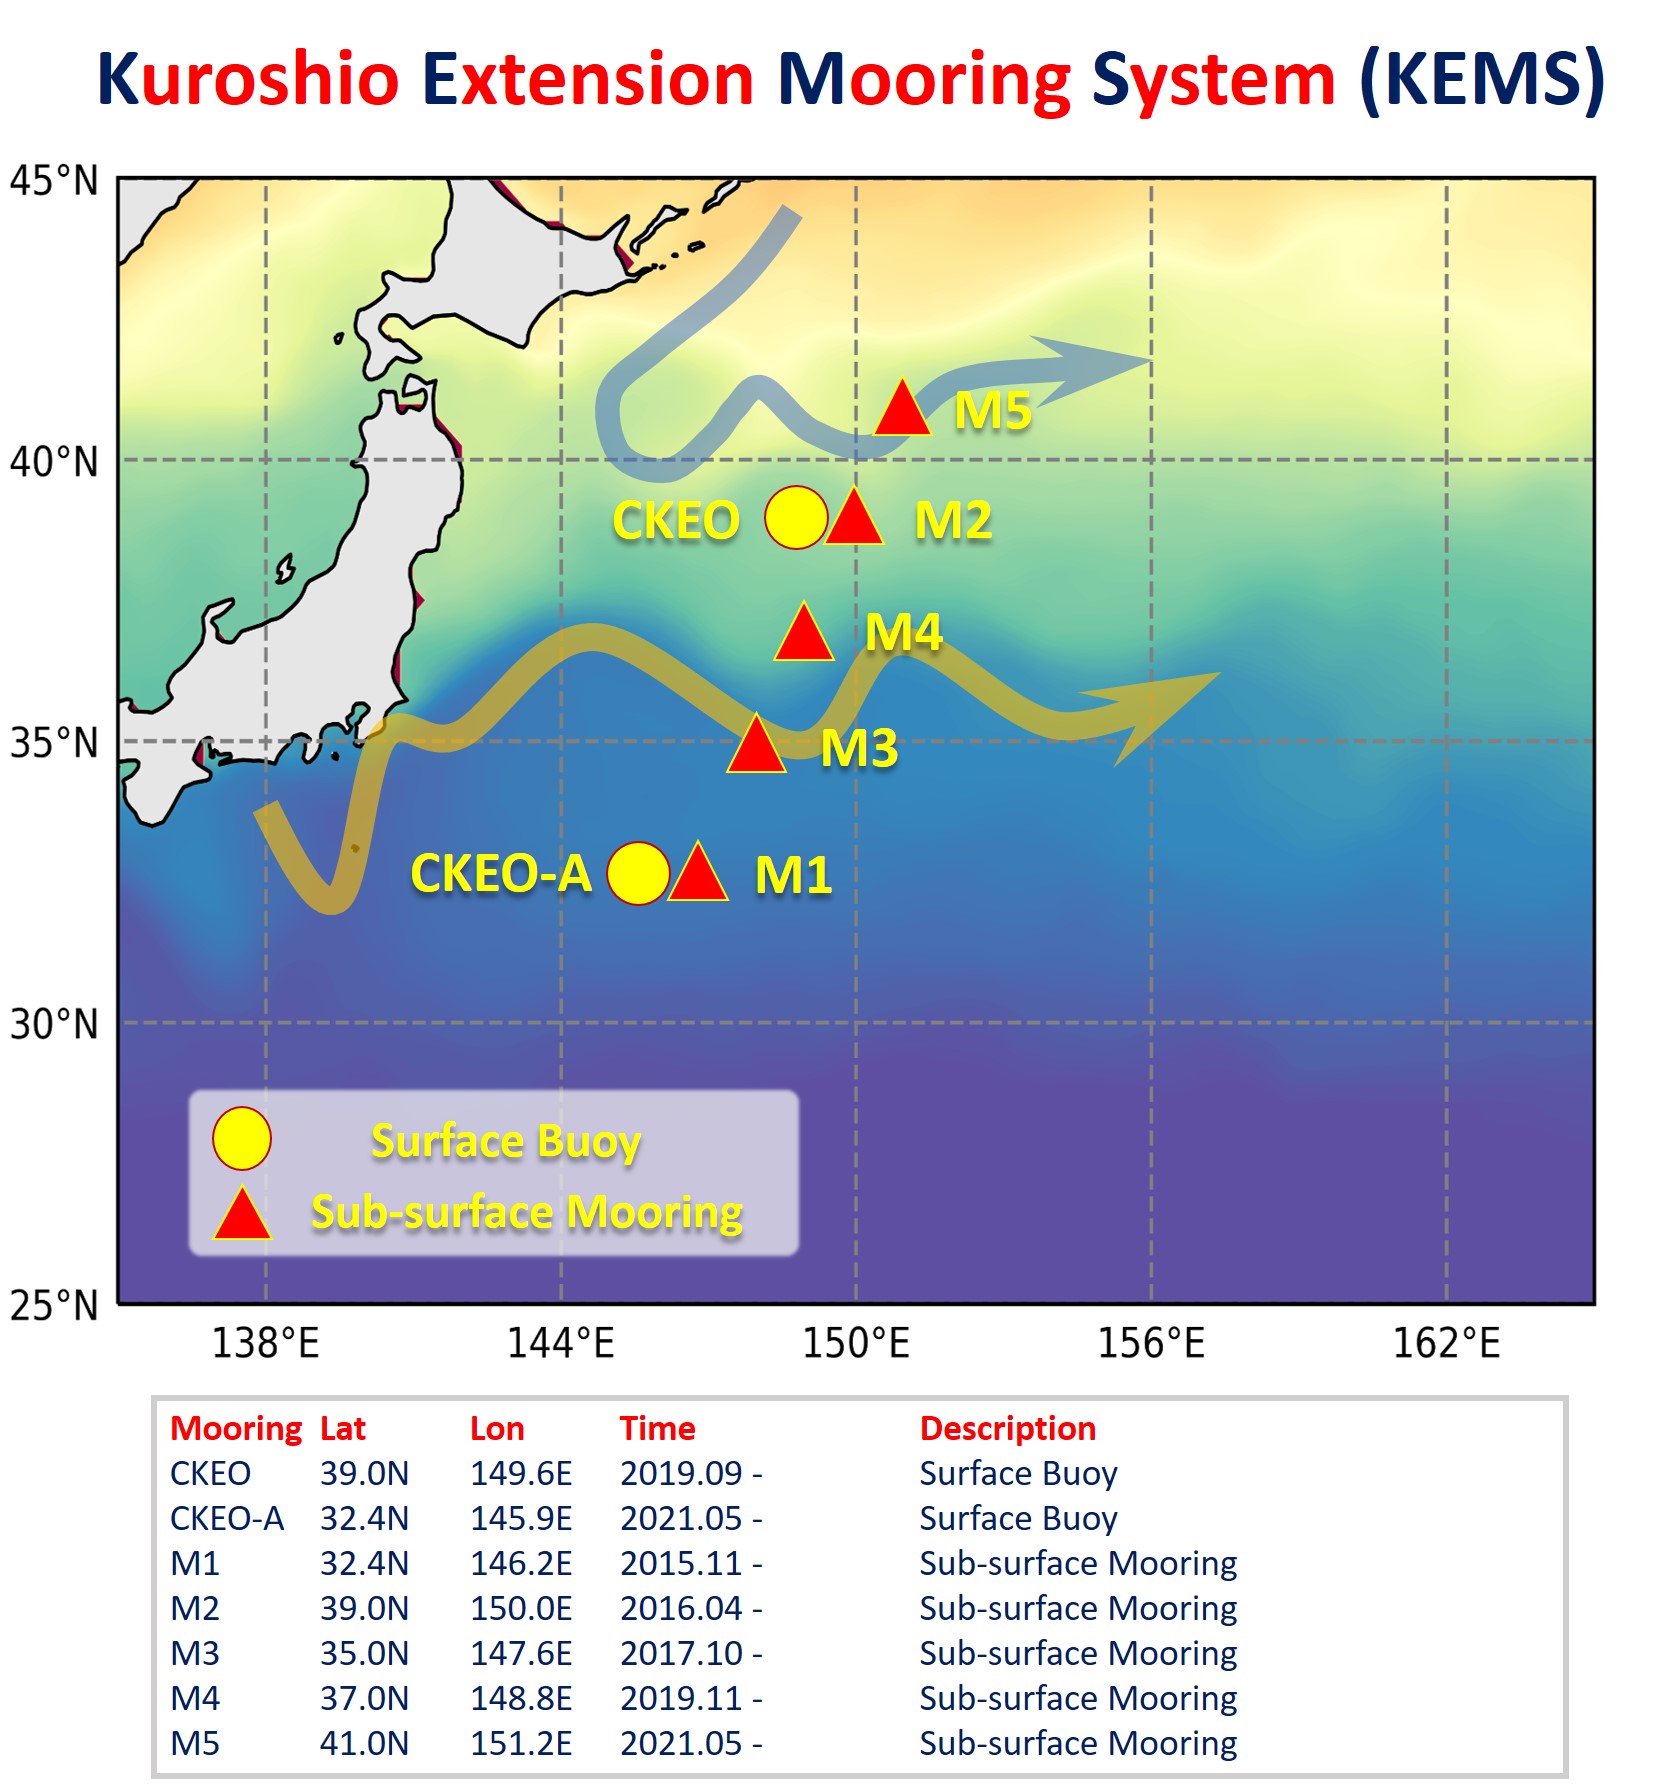 Kuroshio Extension Mooring System (KEMS)
45°N
40°N
35°N
30°N
25°N
M5
CKEO M2
M4
M3
CKEO-A M1
Surface Buoy
Sub-surface Mooring
138°E 144°E 150°E 156°E 162°E
Mooring Lat Lon Time Description
CKEO 39.0N 149.6E 2019.09 - Surface Buoy
CKEO-A 32.4N 145.9E 2021.05 - Surface Buoy
M1 32.4N 146.2E 2015.11 - Sub-surface Mooring
M2 39.0N 150.0E 2016.04 - Sub-surface Mooring
M3 35.0N 147.6E 2017.10 - Sub-surface Mooring
M4 37.0N 148.8E 2019.11 - Sub-surface Mooring
M5 41.0N 151.2E 2021.05 - Sub-surface Mooring